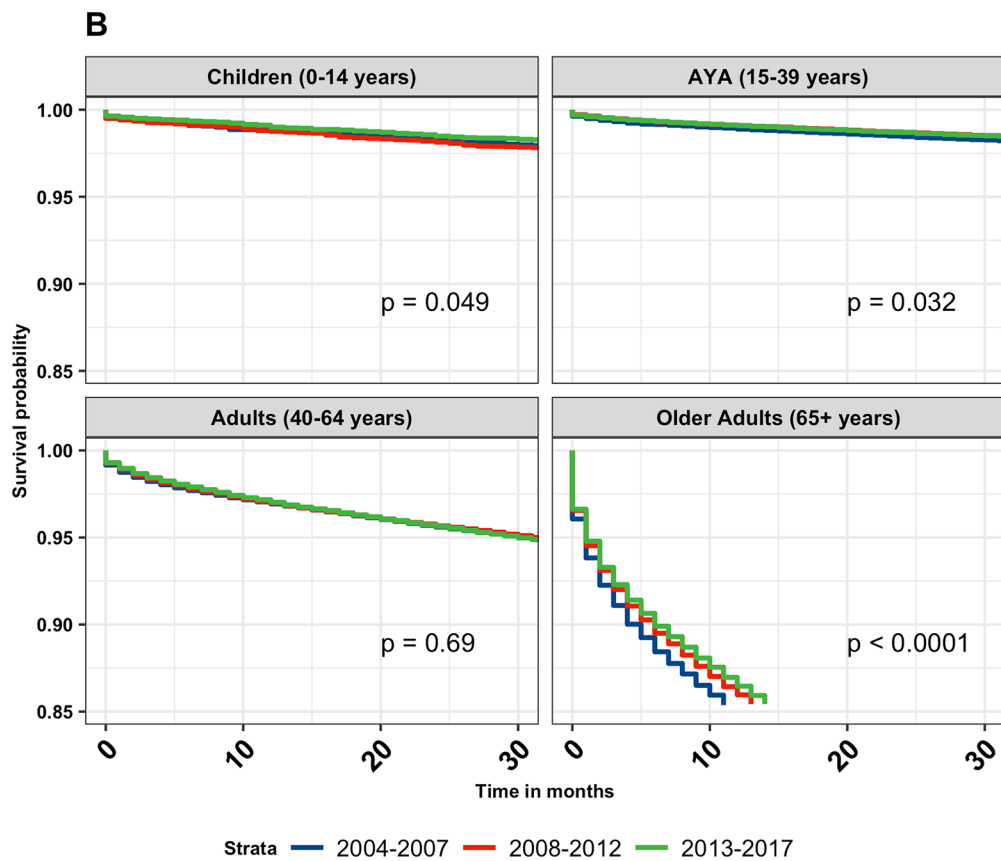 B
Children (0-14 years)
AYA (15-39 years)
1.00
0.95
0.90
0.85
p = 0.049
p = 0.032
Survival probability
Adults (40-64 years)
Older Adults (65+ years)
1.00
0.95
0.90
0.85
p = 0.69
p < 0.0001
0 10 20 30
0 10 20 30
Time in months
Strata 2004-2007 2008-2012 2013-2017